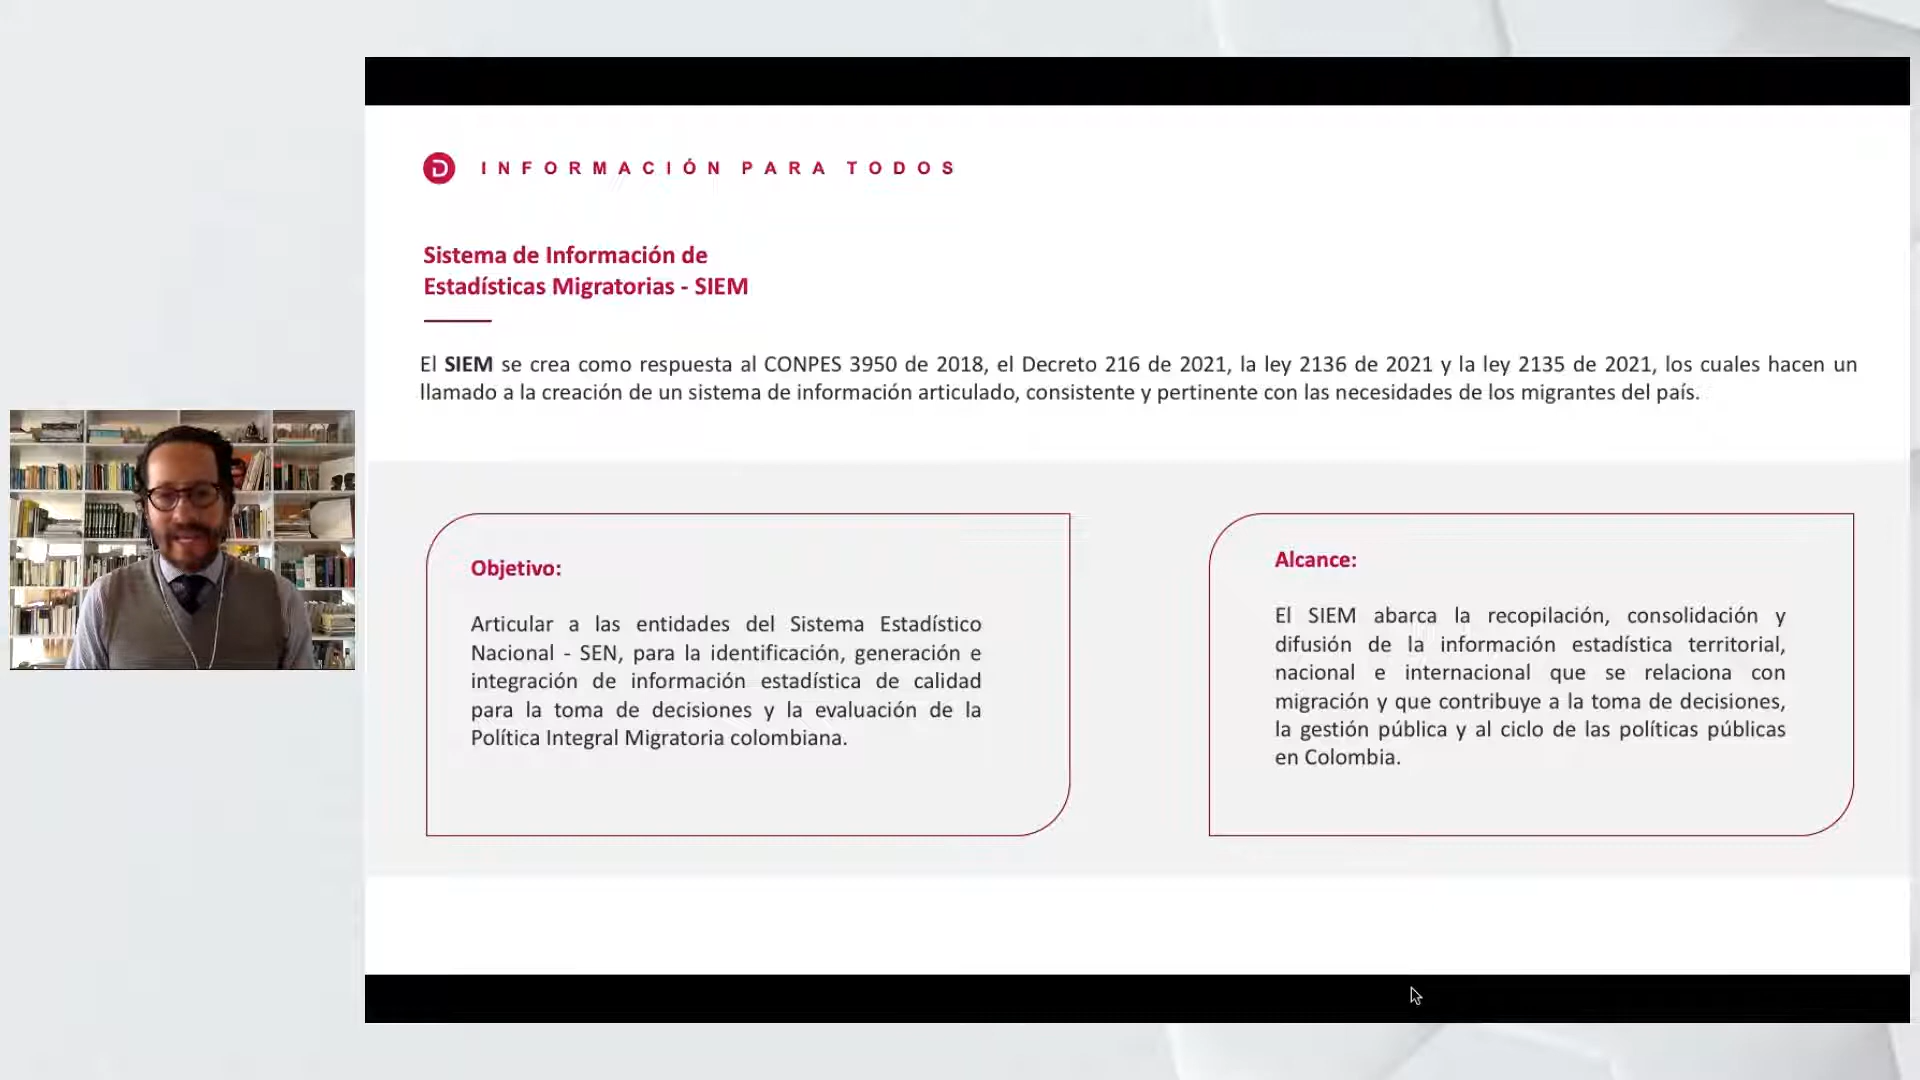 INFORMACIÓN PARA TODOS
Sistema de Información de
Estadísticas Migratorias - SIEM
El SIEM se crea como respuesta al CONPES 3950 de 2018, el Decreto 216 de 2021, la ley 2136 de 2021 y la ley 2135 de 2021, los cuales hacen un
llamado a la creación de un sistema de información articulado, consistente y pertinente con las necesidades de los migrantes del país.
Objetivo:
Articular a las entidades del Sistema Estadístico
Nacional - SEN, para la identificación, generación e
integración de información estadística de calidad
para la toma de decisiones y la evaluación de la
Política Integral Migratoria colombiana.
Alcance:
El SIEM abarca la recopilación, consolidación y
difusión de la información estadística territorial,
nacional e internacional que se relaciona con
migración y que contribuye a la toma de decisiones,
la gestión pública y al ciclo de las políticas públicas
en Colombia.